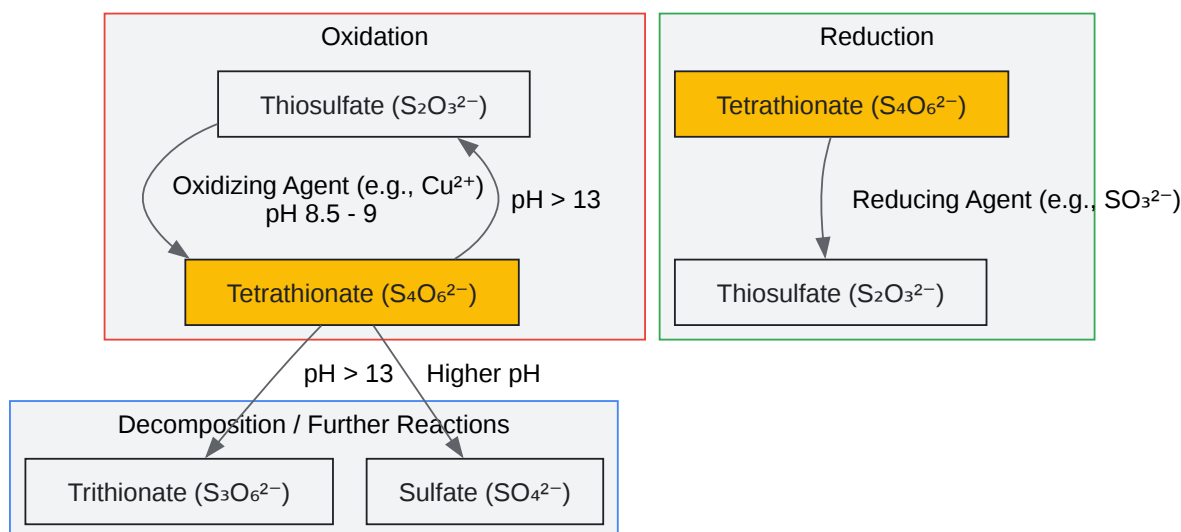 Oxidation
Thiosulfate (S₂O₃²⁻)
Oxidizing Agent (e.g., Cu²⁺)
pH 8.5 - 9
pH > 13
Tetrathionate (S₄O₆²⁻)
Reduction
Tetrathionate (S₄O₆²⁻)
Reducing Agent (e.g., SO₃²⁻)
Thiosulfate (S₂O₃²⁻)
pH > 13
Higher pH
Decomposition / Further Reactions
Trithionate (S₃O₆²⁻)
Sulfate (SO₄²⁻)